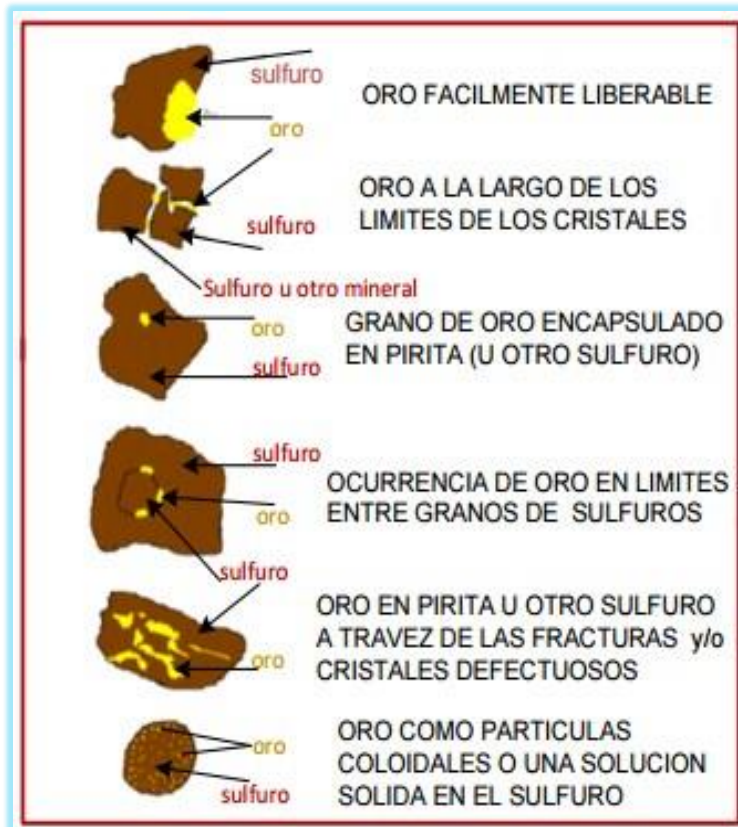 sulfuro
oro
ORO FACILMENTE LIBERABLE
ORO A LA LARGO DE LOS
LIMITES DE LOS CRISTALES
sulfuro
Sulfuro u otro mineral
oro
sulfuro
GRANO DE ORO ENCAPSULADO
EN PIRITA (U OTRO SULFURO)
sulfuro
oro
sulfuro
OCURRENCIA DE ORO EN LIMITES
ENTRE GRANOS DE SULFUROS
oro
ORO EN PIRITA U OTRO SULFURO
A TRAVEZ DE LAS FRACTURAS y/o
CRISTALES DEFECTUOSOS
oro
sulfuro
ORO COMO PARTICULAS
COLOIDALES O UNA SOLUCION
SOLIDA EN EL SULFURO